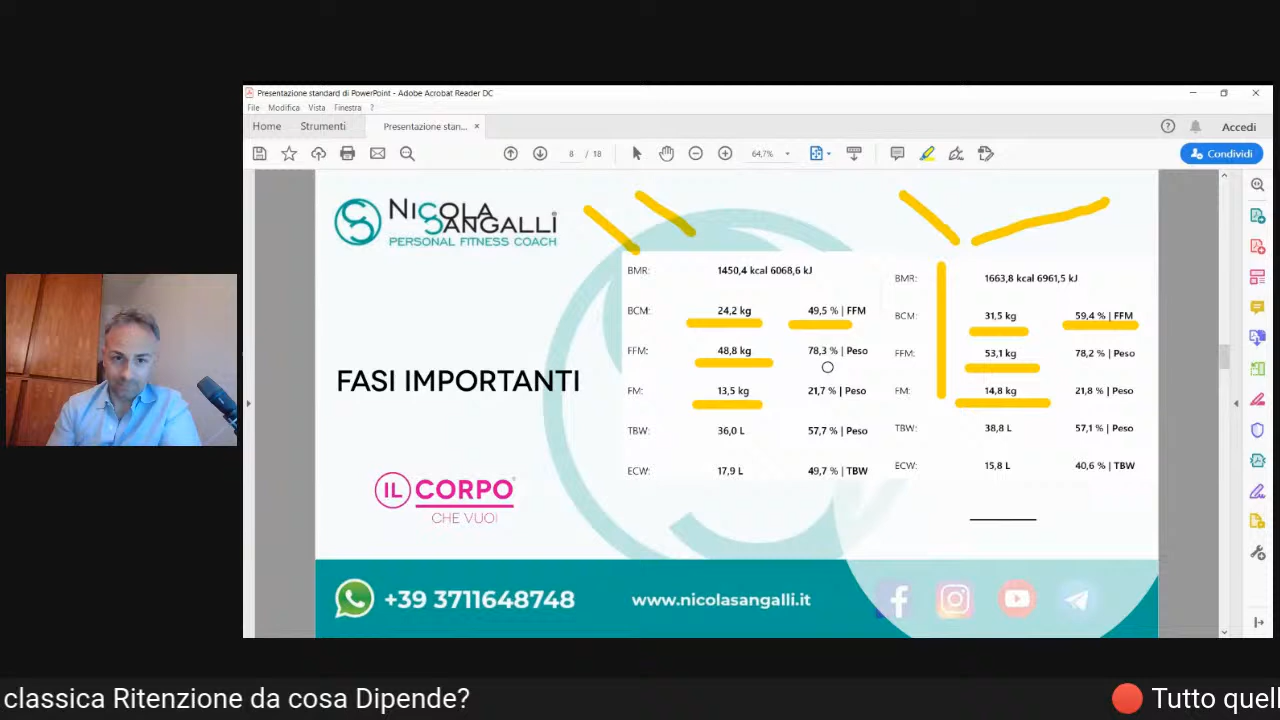 Presentazione standard di PowerPoint - Adobe Acrobat Reader DC
File Modifica Vista Finestra ?
Home Strumenti Presentazione stan... × Accedi
8 / 18 64,7% Condividi
NICOLA
SANGALLI
PERSONAL FITNESS COACH
FASI IMPORTANTI
IL CORPO
CHE VUOI
BMR: 1450,4 kcal 6068,6 kJ
BCM: 24,2 kg 49,5 % | FFM
FFM: 48,8 kg 78,3 % | Peso
FM: 13,5 kg 21,7 % | Peso
TBW: 36,0 L 57,7 % | Peso
ECW: 17,9 L 49,7 % | TBW
BMR: 1663,8 kcal 6961,5 kJ
BCM: 31,5 kg 59,4 % | FFM
FFM: 53,1 kg 78,2 % | Peso
FM: 14,8 kg 21,8 % | Peso
TBW: 38,8 L 57,1 % | Peso
ECW: 15,8 L 40,6 % | TBW
+39 3711648748 www.nicolasangalli.it
classica Ritenzione da cosa Dipende? 🔴 Tutto quell